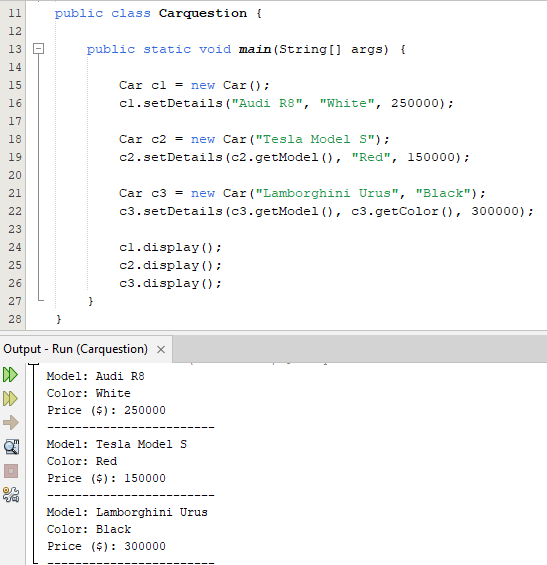 11 public class Carquestion {
12
13     public static void main(String[] args) {
14
15         Car c1 = new Car();
16         c1.setDetails("Audi R8", "White", 250000);
17
18         Car c2 = new Car("Tesla Model S");
19         c2.setDetails(c2.getModel(), "Red", 150000);
20
21         Car c3 = new Car("Lamborghini Urus", "Black");
22         c3.setDetails(c3.getModel(), c3.getColor(), 300000);
23
24         c1.display();
25         c2.display();
26         c3.display();
27     }
28 }
Output - Run (Carquestion) ×
Model: Audi R8
Color: White
Price ($): 250000
------------------------
Model: Tesla Model S
Color: Red
Price ($): 150000
------------------------
Model: Lamborghini Urus
Color: Black
Price ($): 300000
------------------------